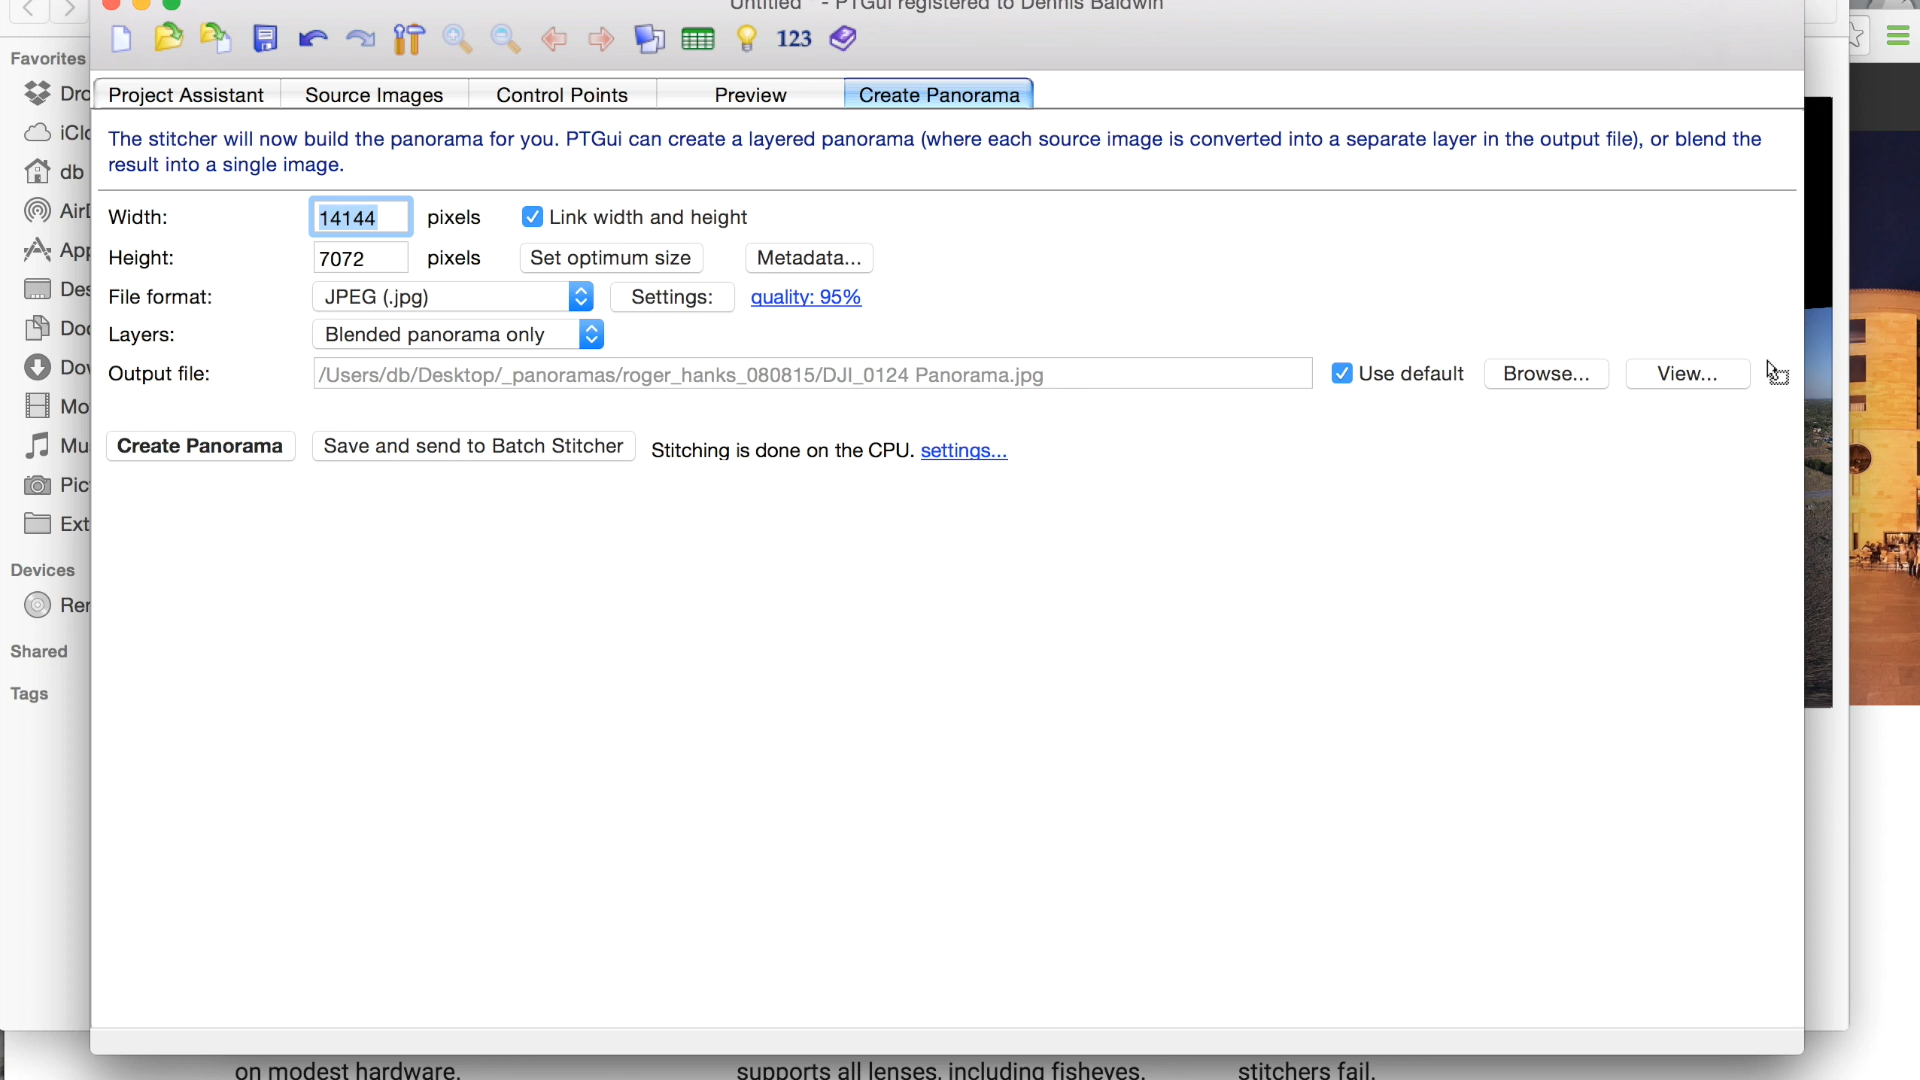 Untitled * - PTGui registered to Dennis Baldwin
Favorites
123
Project Assistant
Source Images
Control Points
Preview
Create Panorama
The stitcher will now build the panorama for you. PTGui can create a layered panorama (where each source image is converted into a separate layer in the output file), or blend the
result into a single image.
Width:
14144
pixels
Link width and height
Height:
7072
pixels
Set optimum size
Metadata...
File format:
JPEG (.jpg)
Settings:
quality: 95%
Layers:
Blended panorama only
Output file:
/Users/db/Desktop/_panoramas/roger_hanks_080815/DJI_0124 Panorama.jpg
Use default
Browse...
View...
Create Panorama
Save and send to Batch Stitcher
Stitching is done on the CPU. settings...
db
Devices
Shared
Tags
on modest hardware.
supports all lenses, including fisheyes.
stitchers fail.